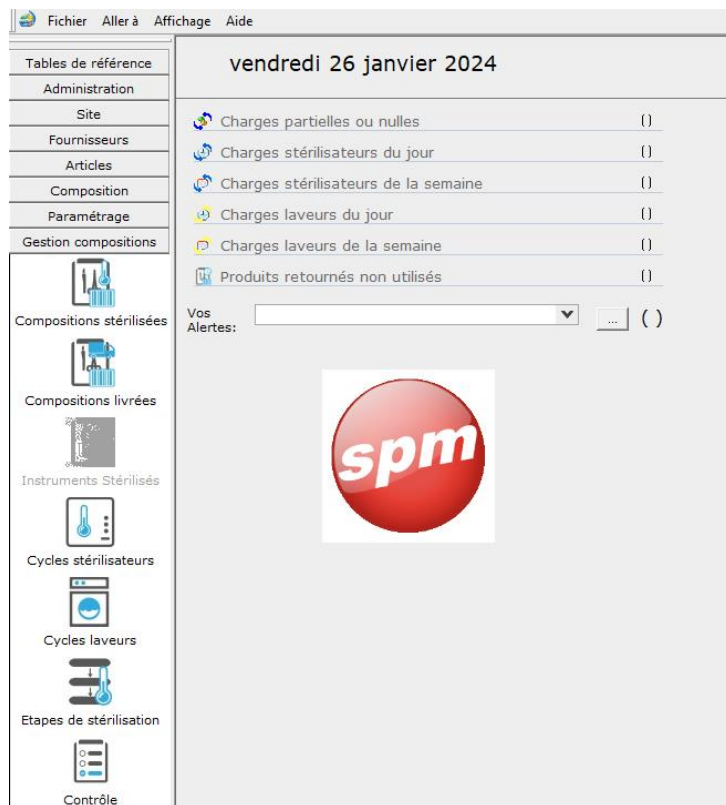 Fichier Aller à Affichage Aide
Tables de référence
Administration
Site
Fournisseurs
Articles
Composition
Paramétrage
Gestion compositions
Compositions stérilisées
Compositions livrées
Instruments Stérilisés
Cycles stérilisateurs
Cycles laveurs
Etapes de stérilisation
Contrôle
vendredi 26 janvier 2024
Charges partielles ou nulles ()
Charges stérilisateurs du jour ()
Charges stérilisateurs de la semaine ()
Charges laveurs du jour ()
Charges laveurs de la semaine ()
Produits retournés non utilisés ()
Vos
Alertes: ... ( )
spm